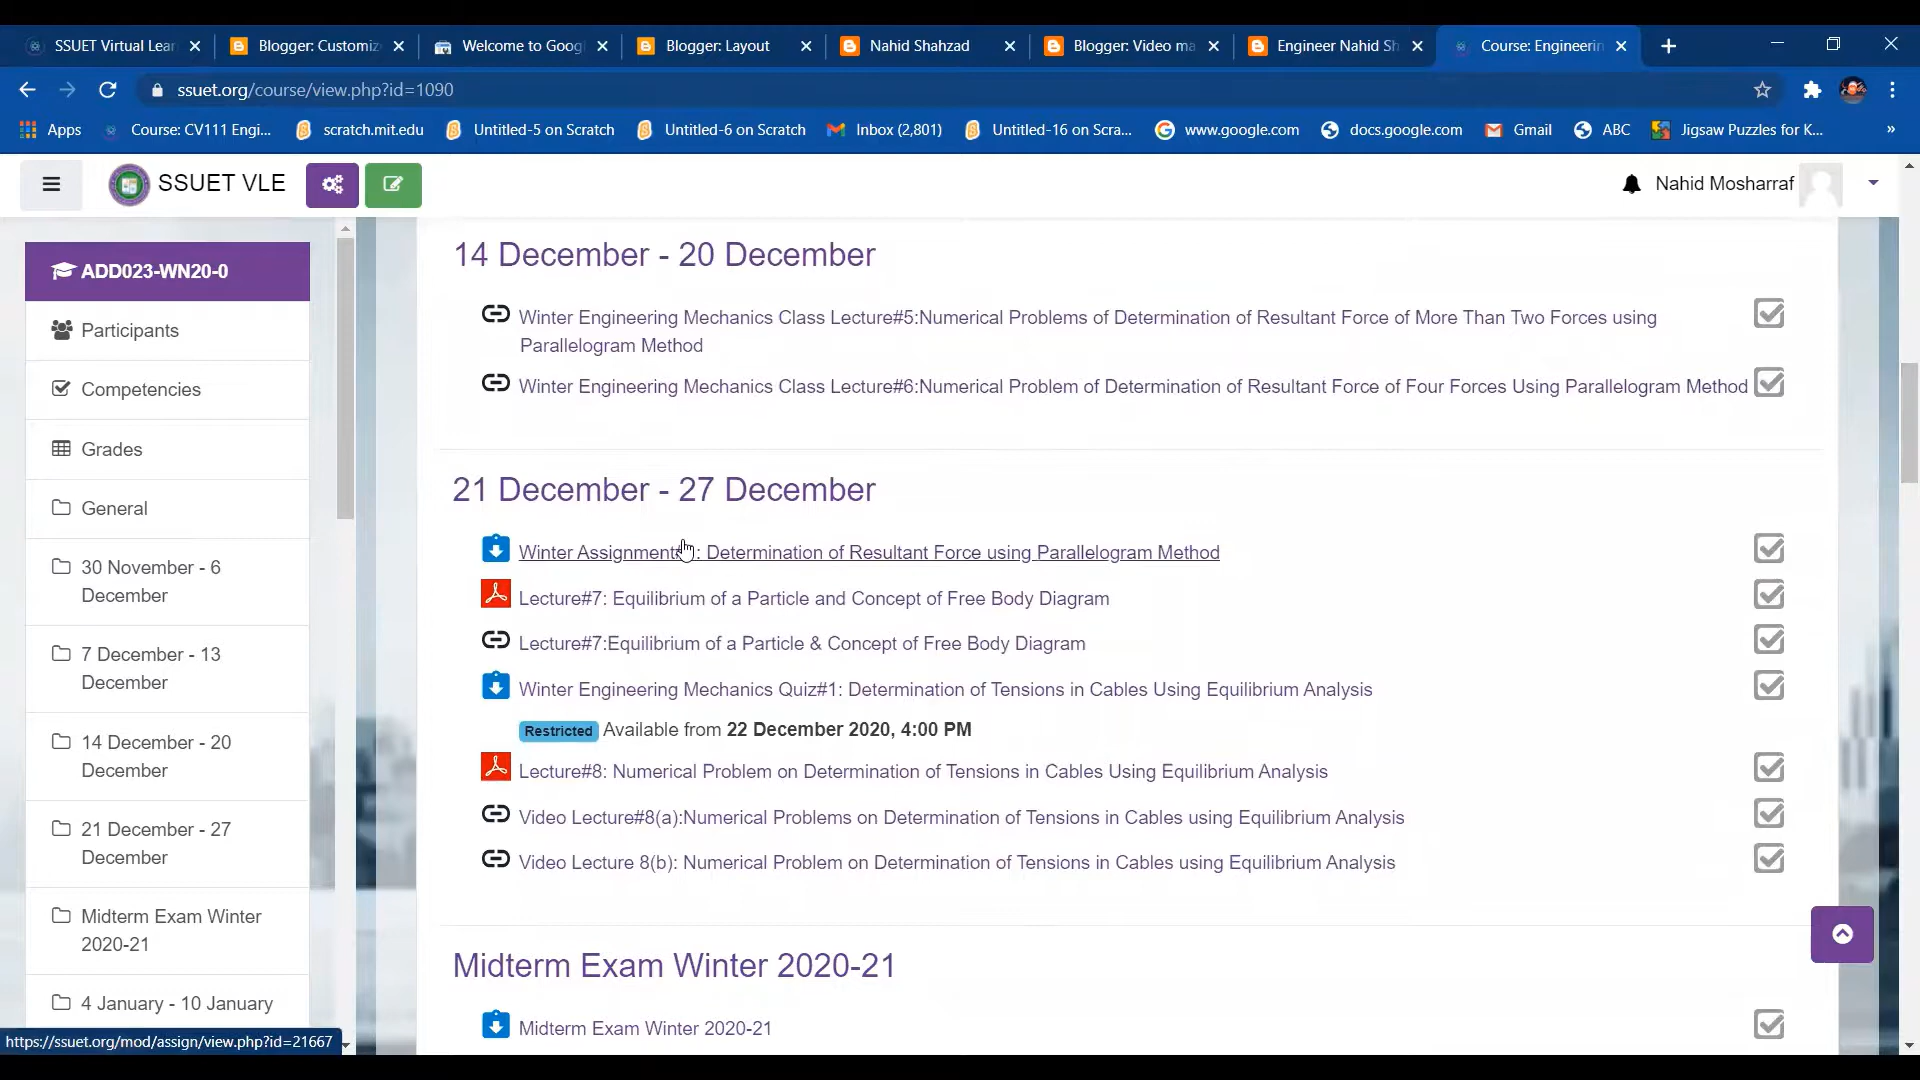 SSUET Virtual Lear
Blogger: Customiz
Welcome to Goog
Blogger: Layout
Nahid Shahzad
Blogger: Video ma
Engineer Nahid Sh
Course: Engineerin
ssuet.org/course/view.php?id=1090
Apps
Course: CV111 Engi...
scratch.mit.edu
Untitled-5 on Scratch
Untitled-6 on Scratch
Inbox (2,801)
Untitled-16 on Scra...
www.google.com
docs.google.com
Gmail
ABC
Jigsaw Puzzles for K...
»
SSUET VLE
Nahid Mosharraf
ADD023-WN20-0
Participants
Competencies
Grades
General
30 November - 6
December
7 December - 13
December
14 December - 20
December
21 December - 27
December
Midterm Exam Winter
2020-21
4 January - 10 January
14 December - 20 December
Winter Engineering Mechanics Class Lecture#5:Numerical Problems of Determination of Resultant Force of More Than Two Forces using
Parallelogram Method
Winter Engineering Mechanics Class Lecture#6:Numerical Problem of Determination of Resultant Force of Four Forces Using Parallelogram Method
21 December - 27 December
Winter Assignment : Determination of Resultant Force using Parallelogram Method
Lecture#7: Equilibrium of a Particle and Concept of Free Body Diagram
Lecture#7:Equilibrium of a Particle & Concept of Free Body Diagram
Winter Engineering Mechanics Quiz#1: Determination of Tensions in Cables Using Equilibrium Analysis
Restricted Available from 22 December 2020, 4:00 PM
Lecture#8: Numerical Problem on Determination of Tensions in Cables Using Equilibrium Analysis
Video Lecture#8(a):Numerical Problems on Determination of Tensions in Cables using Equilibrium Analysis
Video Lecture 8(b): Numerical Problem on Determination of Tensions in Cables using Equilibrium Analysis
Midterm Exam Winter 2020-21
Midterm Exam Winter 2020-21
https://ssuet.org/mod/assign/view.php?id=21667